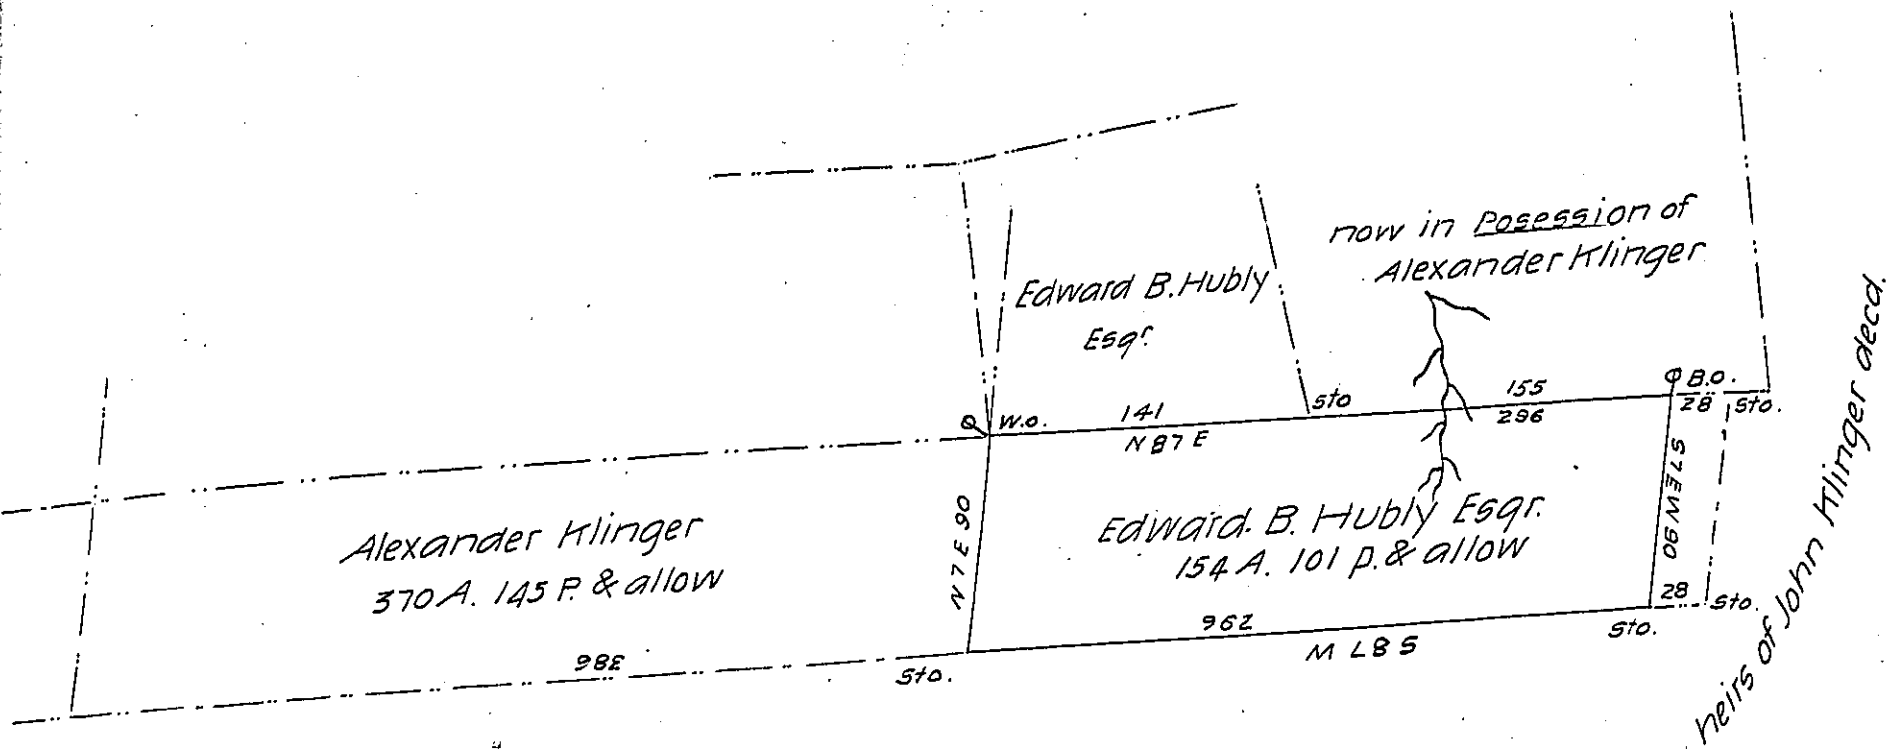 now in Posession of
Alexander Klinger
Edward B. Hubly
Esqr.
heirs of John Klinger decd.
B.O.
28 Sto.
155
296
Sto
W.O.
141
N 87 E
S 7 E W 90
N 7 E 90
Alexander Klinger
370 A. 145 P. & allow
Edward. B. Hubly Esqr.
154 A. 101 p. & allow
28
Sto.
Sto.
296
S 87 W
386
Sto.